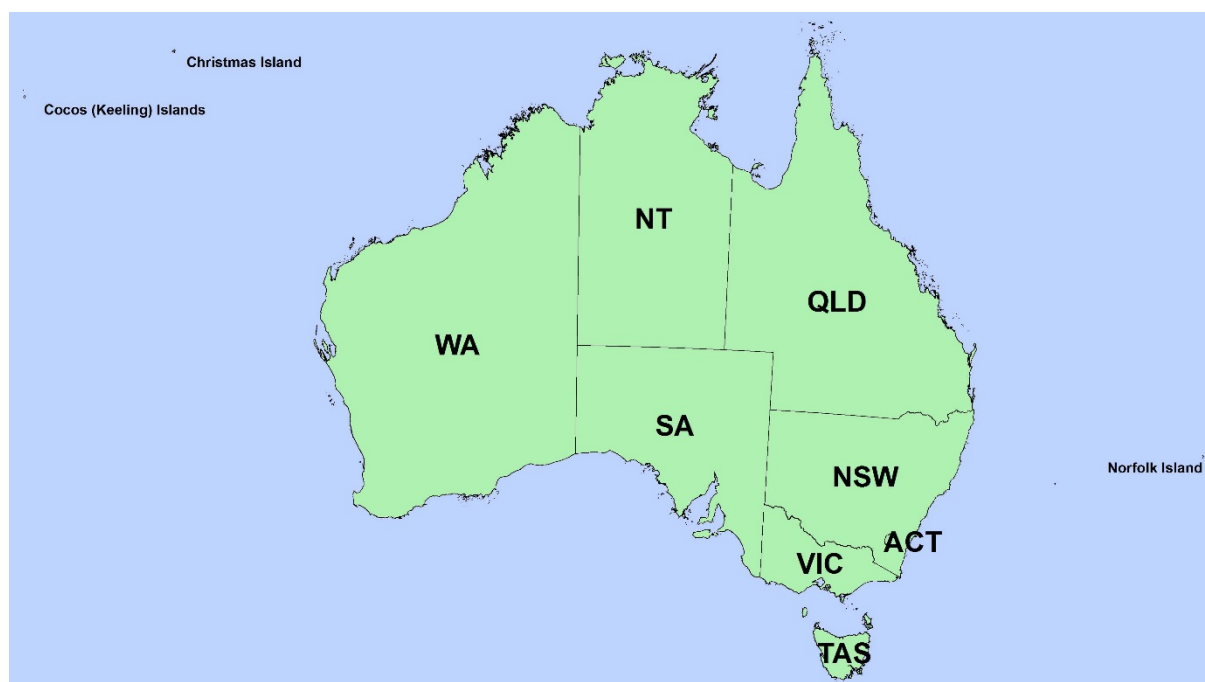 Christmas Island
Cocos (Keeling) Islands
NT
QLD
WA
SA
Norfolk Island
NSW
ACT
VIC
TAS